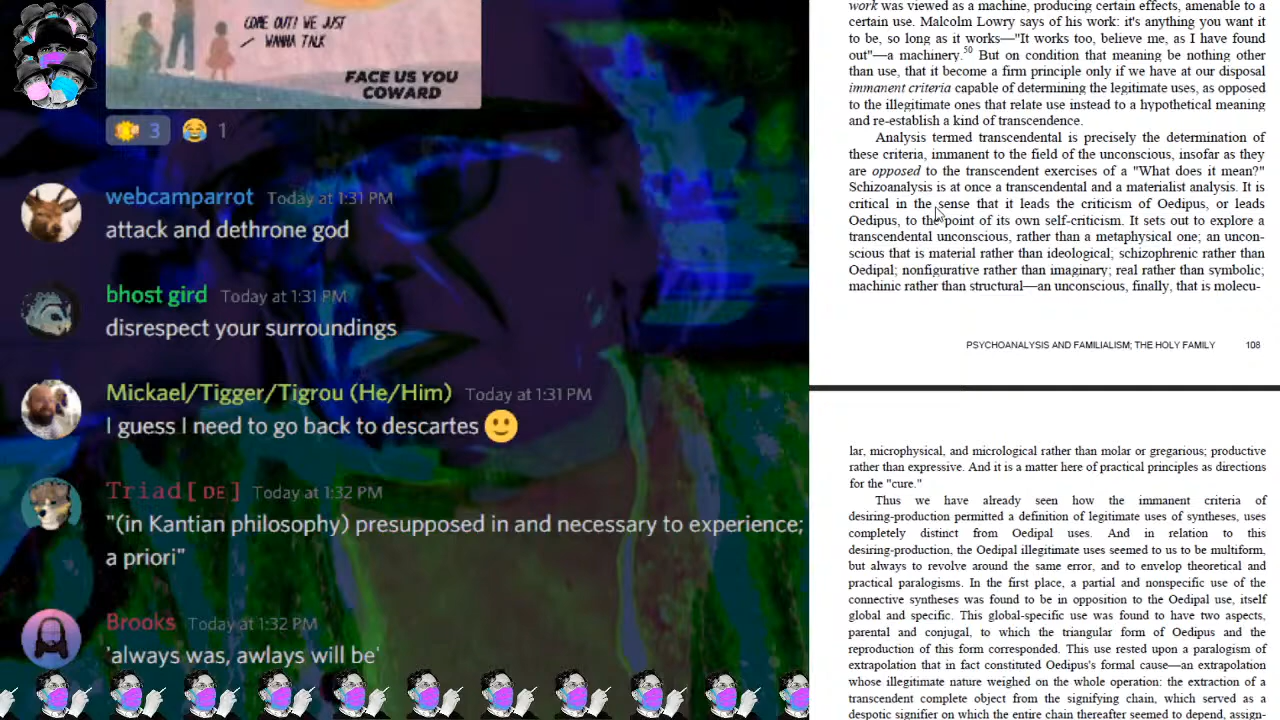 CORE OUT! WE JUST
WANNA TALK
FACE US YOU
COWARD
3
1
webcamparrot Today at 1:31 PM
attack and dethrone god
bhost gird Today at 1:31 PM
disrespect your surroundings
Mickael/Tigger/Tigrou (He/Him) Today at 1:31 PM
I guess I need to go back to descartes
Triad[DE] Today at 1:32 PM
"(in Kantian philosophy) presupposed in and necessary to experience;
a priori"
Brooks Today at 1:32 PM
'always was, awlays will be'
work was viewed as a machine, producing certain effects, amenable to a
certain use. Malcolm Lowry says of his work: it's anything you want it
to be, so long as it works—"It works too, believe me, as I have found
out"—a machinery.50 But on condition that meaning be nothing other
than use, that it become a firm principle only if we have at our disposal
immanent criteria capable of determining the legitimate uses, as opposed
to the illegitimate ones that relate use instead to a hypothetical meaning
and re-establish a kind of transcendence.
Analysis termed transcendental is precisely the determination of
these criteria, immanent to the field of the unconscious, insofar as they
are opposed to the transcendent exercises of a "What does it mean?"
Schizoanalysis is at once a transcendental and a materialist analysis. It is
critical in the sense that it leads the criticism of Oedipus, or leads
Oedipus, to the point of its own self-criticism. It sets out to explore a
transcendental unconscious, rather than a metaphysical one; an uncon-
scious that is material rather than ideological; schizophrenic rather than
Oedipal; nonfigurative rather than imaginary; real rather than symbolic;
machinic rather than structural—an unconscious, finally, that is molecu-
PSYCHOANALYSIS AND FAMILIALISM; THE HOLY FAMILY 108
lar, microphysical, and micrological rather than molar or gregarious; productive
rather than expressive. And it is a matter here of practical principles as directions
for the "cure."
Thus we have already seen how the immanent criteria of
desiring-production permitted a definition of legitimate uses of syntheses, uses
completely distinct from Oedipal uses. And in relation to this
desiring-production, the Oedipal illegitimate uses seemed to us to be multiform,
but always to revolve around the same error, and to envelop theoretical and
practical paralogisms. In the first place, a partial and nonspecific use of the
connective syntheses was found to be in opposition to the Oedipal use, itself
global and specific. This global-specific use was found to have two aspects,
parental and conjugal, to which the triangular form of Oedipus and the
reproduction of this form corresponded. This use rested upon a paralogism of
extrapolation that in fact constituted Oedipus's formal cause—an extrapolation
whose illegitimate nature weighed on the whole operation: the extraction of a
transcendent complete object from the signifying chain, which served as a
despotic signifier on which the entire chain thereafter seemed to depend, assign-